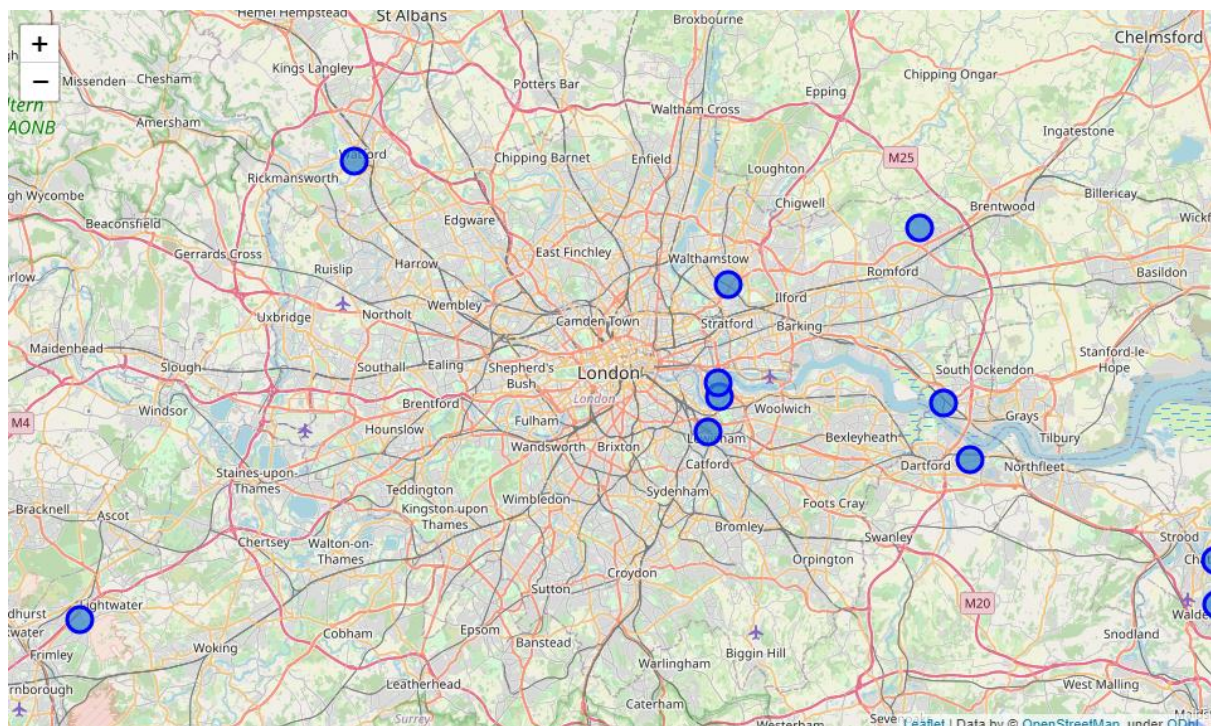 Hemel Hempstead
St Albans
Broxbourne
Chelmsford
+
−
Missenden
Chesham
Kings Langley
Potters Bar
Waltham Cross
Epping
Chipping Ongar
AONB
Amersham
Ingatestone
M25
Rickmansworth
Chipping Barnet
Enfield
Loughton
gh Wycombe
Beaconsfield
Edgware
Chigwell
Brentwood
Billericay
Gerrards Cross
Ruislip
Harrow
East Finchley
Walthamstow
Romford
Basildon
Uxbridge
Northolt
Wembley
Camden Town
Stratford
Ilford
Barking
Maidenhead
Slough
Southall
Ealing
Shepherd's
Bush
London
London
South Ockendon
Stanford-le
Hope
M4
Windsor
Brentford
Fulham
Woolwich
Grays
Tilbury
Hounslow
Wandsworth
Brixton
Bexleyheath
Staines-upon-
Thames
Teddington
Catford
Dartford
Northfleet
Bracknell
Ascot
Kingston upon
Thames
Wimbledon
Sydenham
Foots Cray
Chertsey
Walton-on-
Thames
Bromley
Swanley
Strood
Orpington
Croydon
Sutton
Lightwater
M20
Cobham
Epsom
Banstead
Biggin Hill
Snodland
Frimley
Woking
Leatherhead
Warlingham
West Malling
Surrey
Caterham
Westerham
Leaflet | Data by © OpenStreetMap, under ODbL